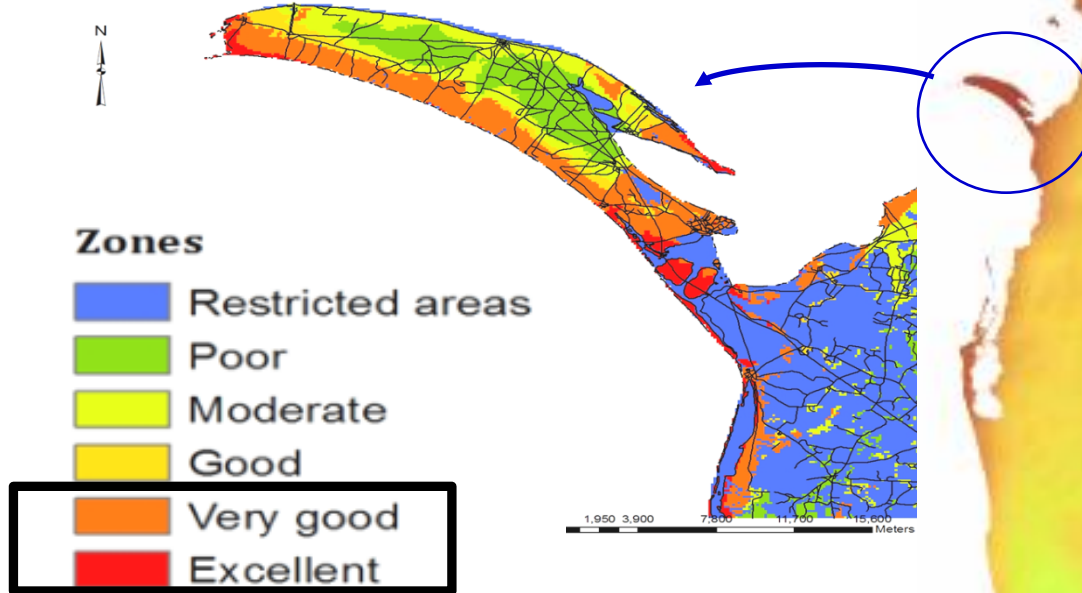 N
Zones
Restricted areas
Poor
Moderate
Good
Very good
Excellent
1,950 3,900 7,800 11,700 15,600
Meters